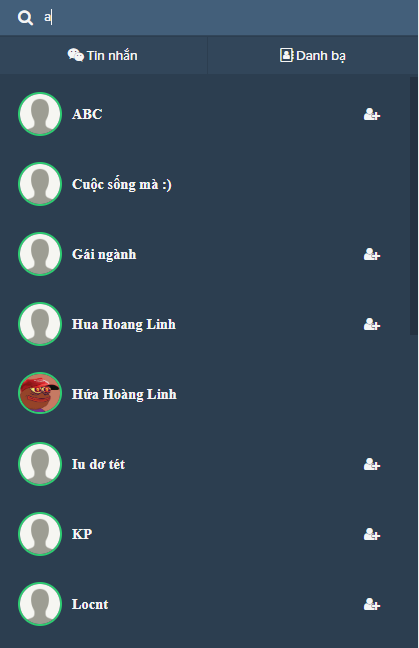 a
Tin nhắn
Danh bạ
ABC
Cuộc sống mà :)
Gái ngành
Hua Hoang Linh
Hứa Hoàng Linh
Iu dơ tét
KP
Locnt